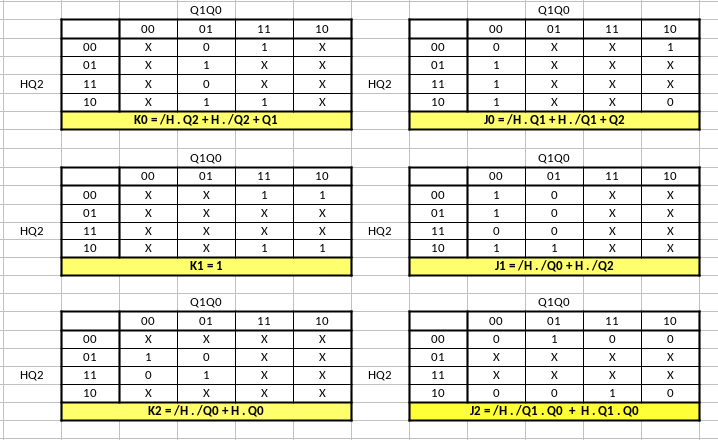 Q1Q0 Q1Q0
00 01 11 10 00 01 11 10
00 X 0 1 X 00 0 X X 1
01 X 1 X X 01 1 X X X
HQ2 11 X 0 X X HQ2 11 1 X X X
10 X 1 1 X 10 1 X X 0
K0 = /H . Q2 + H . /Q2 + Q1 J0 = /H . Q1 + H . /Q1 + Q2
Q1Q0 Q1Q0
00 01 11 10 00 01 11 10
00 X X 1 1 00 1 0 X X
01 X X X X 01 1 0 X X
HQ2 11 X X X X HQ2 11 0 0 X X
10 X X 1 1 10 1 1 X X
K1 = 1 J1 = /H . /Q0 + H . /Q2
Q1Q0 Q1Q0
00 01 11 10 00 01 11 10
00 X X X X 00 0 1 0 0
01 1 0 X X 01 X X X X
HQ2 11 0 1 X X HQ2 11 X X X X
10 X X X X 10 0 0 1 0
K2 = /H . /Q0 + H . Q0 J2 = /H . /Q1 . Q0 + H . Q1 . Q0